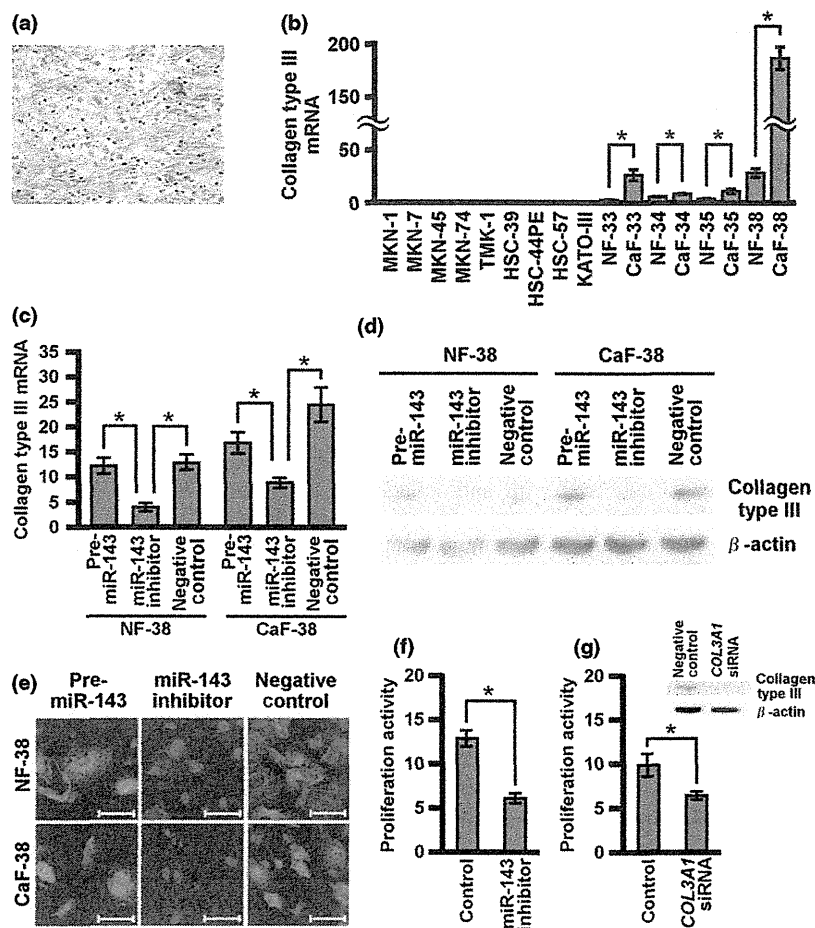 (a)
(b)
Collagen type III
mRNA
200
150
50
25
0
* * * *
MKN-1
MKN-7
MKN-45
MKN-74
TMK-1
HSC-39
HSC-44PE
HSC-57
KATO-III
NF-33
CaF-33
NF-34
CaF-34
NF-35
CaF-35
NF-38
CaF-38
(c)
Collagen type III mRNA
35
30
25
20
15
10
5
0
* * * *
Pre-
miR-143
miR-143
inhibitor
Negative
control
Pre-
miR-143
miR-143
inhibitor
Negative
control
NF-38 CaF-38
(d)
NF-38 CaF-38
Pre-
miR-143
miR-143
inhibitor
Negative
control
Pre-
miR-143
miR-143
inhibitor
Negative
control
Collagen
type III
β-actin
(e)
Pre-
miR-143
miR-143
inhibitor
Negative
control
NF-38
CaF-38
(f)
Proliferation activity
20
15
10
5
0
*
Control
miR-143
inhibitor
(g)
Proliferation activity
20
15
10
5
0
*
Control
COL3A1
siRNA
Negative
control
COL3A1
siRNA
Collagen
type III
β-actin